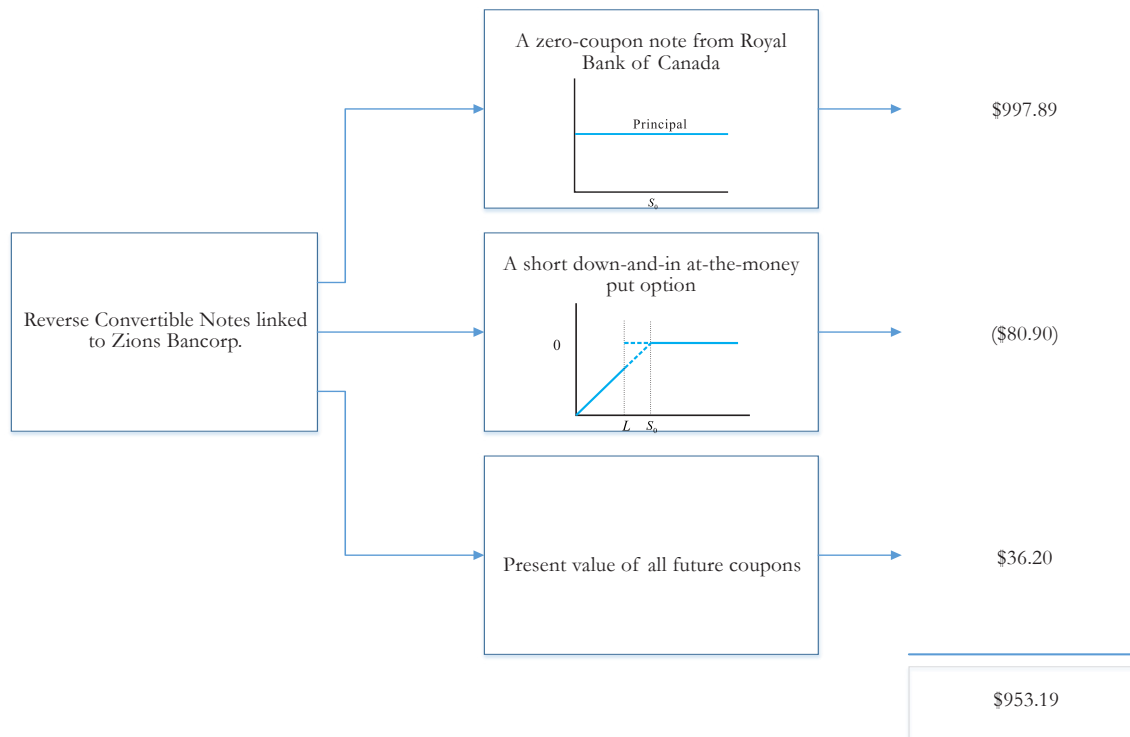 A zero-coupon note from Royal
Bank of Canada
Principal
S₀
$997.89
Reverse Convertible Notes linked
to Zions Bancorp.
A short down-and-in at-the-money
put option
0
L S₀
($80.90)
Present value of all future coupons
$36.20
$953.19